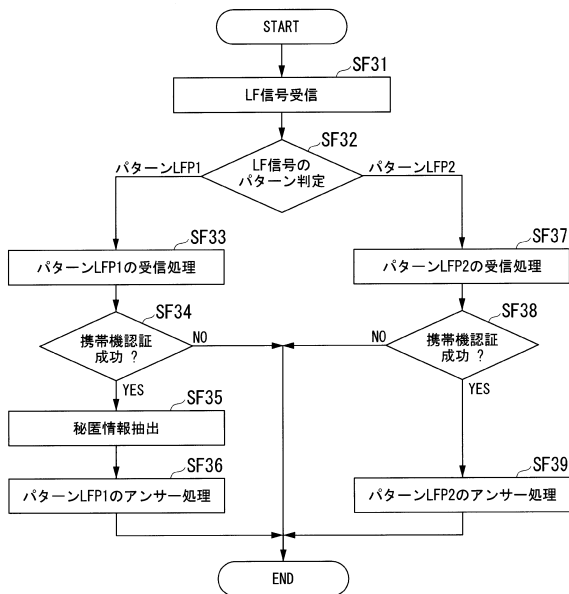 START
SF31
LF信号受信
SF32
LF信号の
パターン判定
パターンLFP1
パターンLFP2
SF33
パターンLFP1の受信処理
SF37
パターンLFP2の受信処理
SF34
携帯機認証
成功 ?
NO
YES
SF38
携帯機認証
成功 ?
NO
YES
SF35
秘匿情報抽出
SF36
パターンLFP1のアンサー処理
SF39
パターンLFP2のアンサー処理
END